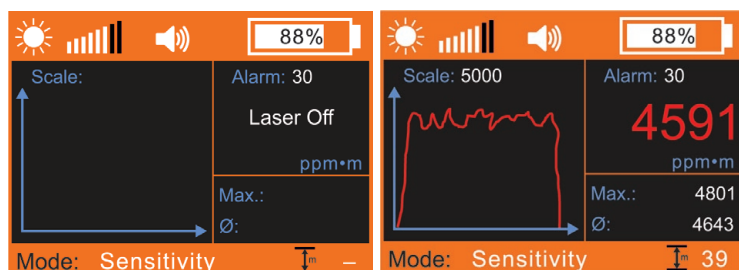 88%
Scale:
Alarm: 30
Laser Off
ppm•m
Max.:
Ø:
Mode: Sensitivity m –
88%
Scale: 5000
Alarm: 30
4591
ppm•m
Max.: 4801
Ø: 4643
Mode: Sensitivity m 39